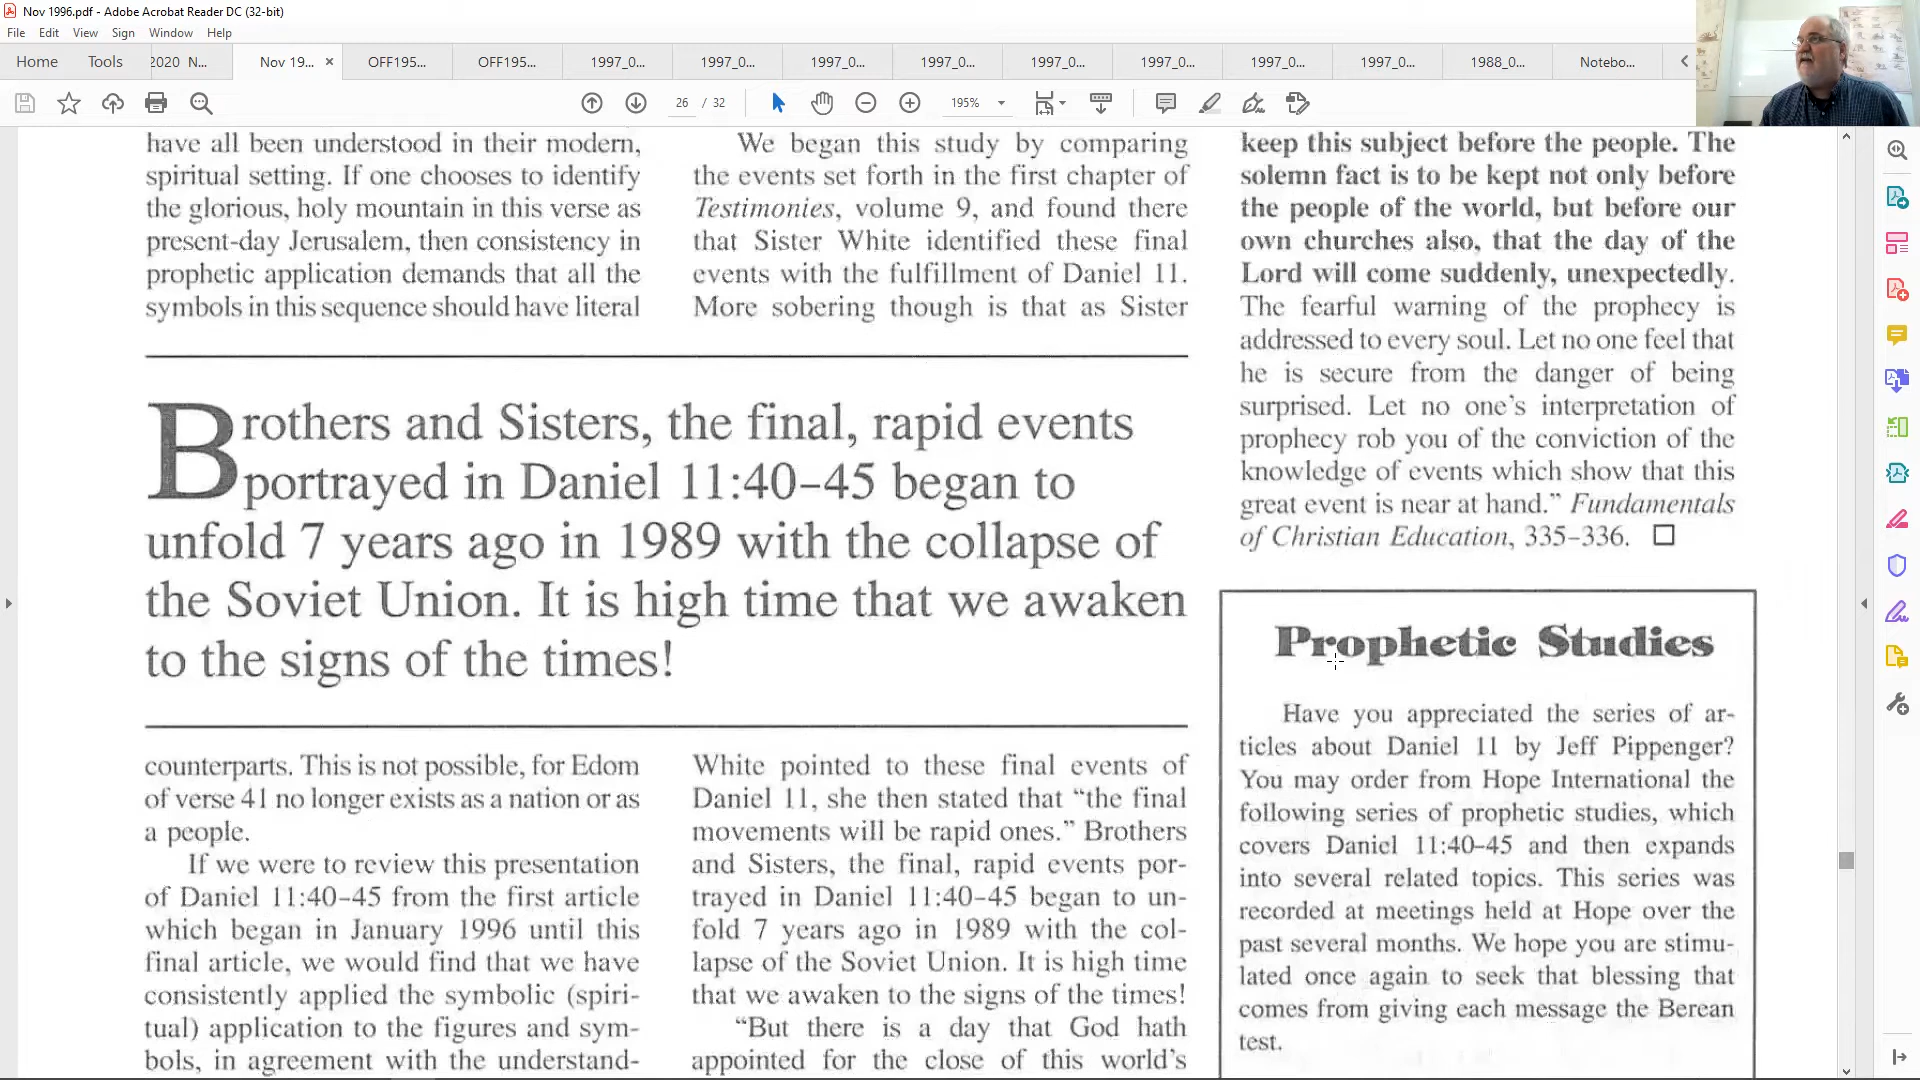 Nov 1996.pdf - Adobe Acrobat Reader DC (32-bit)
File Edit View Sign Window Help
Home Tools 2020 N... Nov 19... × OFF195... OFF195... 1997_0... 1997_0... 1997_0... 1997_0... 1997_0... 1997_0... 1997_0... 1997_0... 1988_0... Notebo...
26 / 32 195%
have all been understood in their modern,
spiritual setting. If one chooses to identify
the glorious, holy mountain in this verse as
present-day Jerusalem, then consistency in
prophetic application demands that all the
symbols in this sequence should have literal
We began this study by comparing
the events set forth in the first chapter of
Testimonies, volume 9, and found there
that Sister White identified these final
events with the fulfillment of Daniel 11.
More sobering though is that as Sister
Brothers and Sisters, the final, rapid events
portrayed in Daniel 11:40–45 began to
unfold 7 years ago in 1989 with the collapse of
the Soviet Union. It is high time that we awaken
to the signs of the times!
counterparts. This is not possible, for Edom
of verse 41 no longer exists as a nation or as
a people.
If we were to review this presentation
of Daniel 11:40–45 from the first article
which began in January 1996 until this
final article, we would find that we have
consistently applied the symbolic (spiri-
tual) application to the figures and sym-
bols, in agreement with the understand-
White pointed to these final events of
Daniel 11, she then stated that “the final
movements will be rapid ones.” Brothers
and Sisters, the final, rapid events por-
trayed in Daniel 11:40–45 began to un-
fold 7 years ago in 1989 with the col-
lapse of the Soviet Union. It is high time
that we awaken to the signs of the times!
“But there is a day that God hath
appointed for the close of this world’s
keep this subject before the people. The
solemn fact is to be kept not only before
the people of the world, but before our
own churches also, that the day of the
Lord will come suddenly, unexpectedly.
The fearful warning of the prophecy is
addressed to every soul. Let no one feel that
he is secure from the danger of being
surprised. Let no one’s interpretation of
prophecy rob you of the conviction of the
knowledge of events which show that this
great event is near at hand.” Fundamentals
of Christian Education, 335–336. □
Prophetic Studies
Have you appreciated the series of ar-
ticles about Daniel 11 by Jeff Pippenger?
You may order from Hope International the
following series of prophetic studies, which
covers Daniel 11:40–45 and then expands
into several related topics. This series was
recorded at meetings held at Hope over the
past several months. We hope you are stimu-
lated once again to seek that blessing that
comes from giving each message the Berean
test.